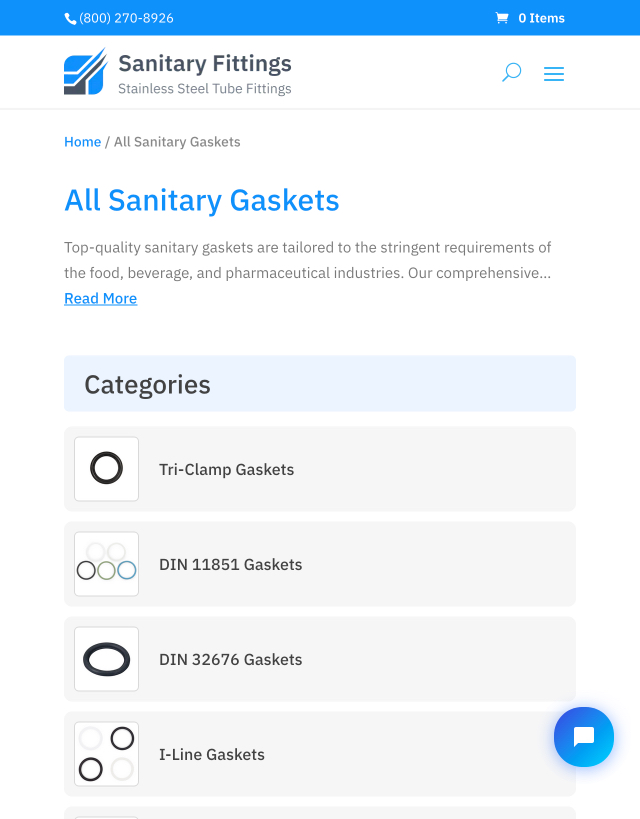 (800) 270-8926
0 Items
Sanitary Fittings
Stainless Steel Tube Fittings
Home / All Sanitary Gaskets
All Sanitary Gaskets
Top-quality sanitary gaskets are tailored to the stringent requirements of
the food, beverage, and pharmaceutical industries. Our comprehensive...
Read More
Categories
Tri-Clamp Gaskets
DIN 11851 Gaskets
DIN 32676 Gaskets
I-Line Gaskets